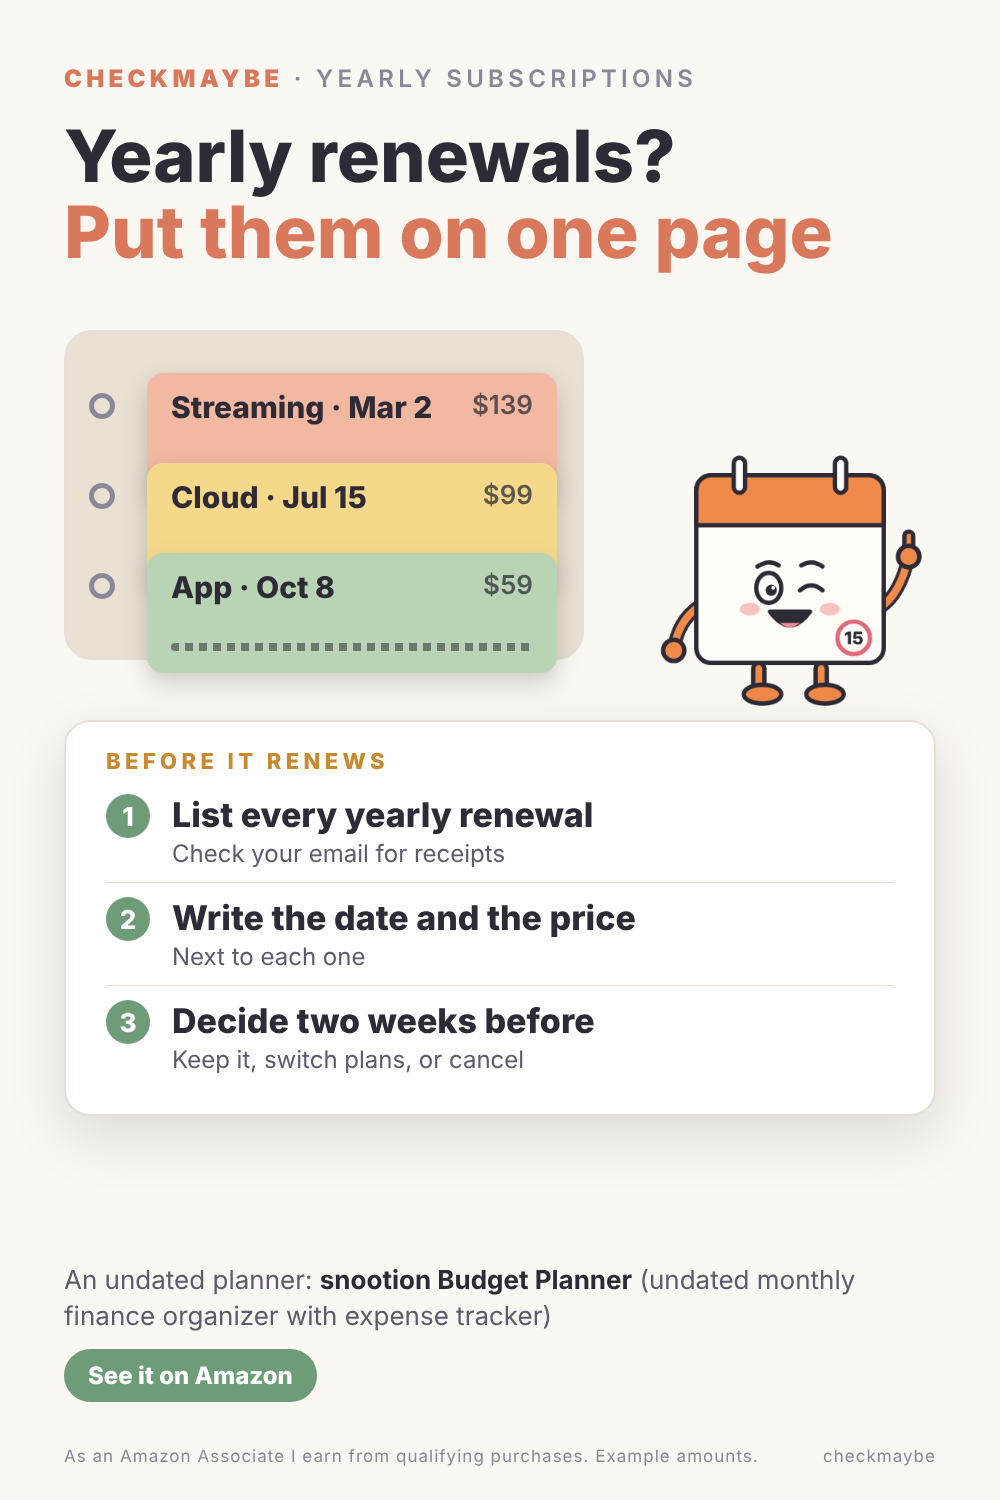 CHECKMAYBE · YEARLY SUBSCRIPTIONS
Yearly renewals?
Put them on one page
Streaming · Mar 2 $139
Cloud · Jul 15 $99
App · Oct 8 $59
15
BEFORE IT RENEWS
1 List every yearly renewal
Check your email for receipts
2 Write the date and the price
Next to each one
3 Decide two weeks before
Keep it, switch plans, or cancel
An undated planner: snootion Budget Planner (undated monthly
finance organizer with expense tracker)
See it on Amazon
As an Amazon Associate I earn from qualifying purchases. Example amounts. checkmaybe